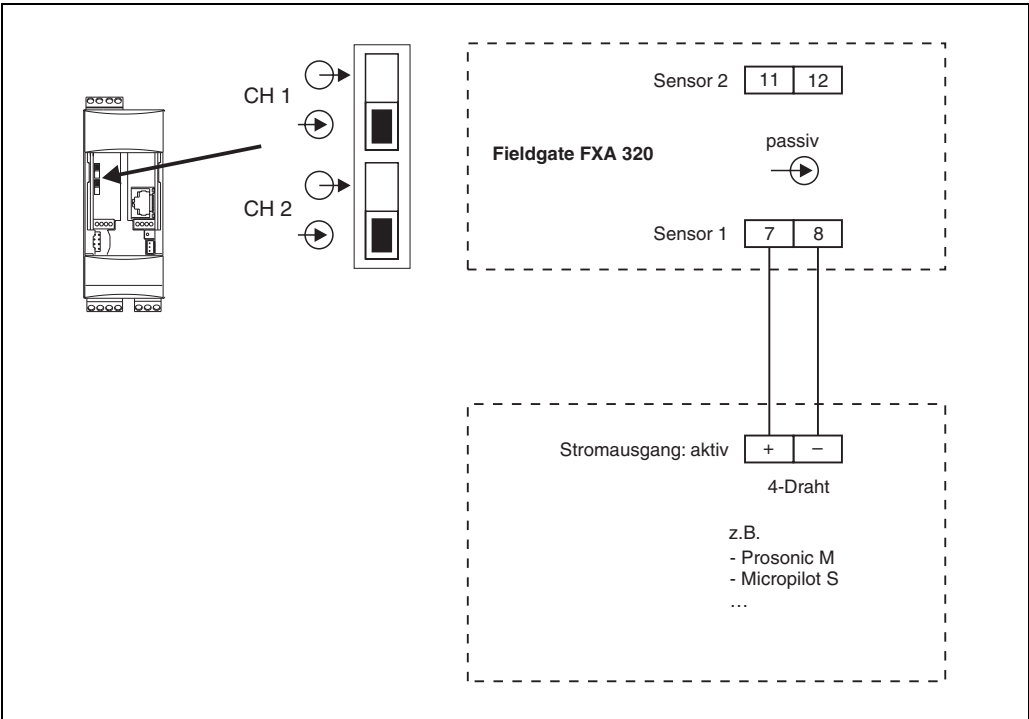 CH 1
CH 2
Sensor 2 11 12
passiv
Fieldgate FXA 320
Sensor 1 7 8
Stromausgang: aktiv + –
4-Draht
z.B.
- Prosonic M
- Micropilot S
…